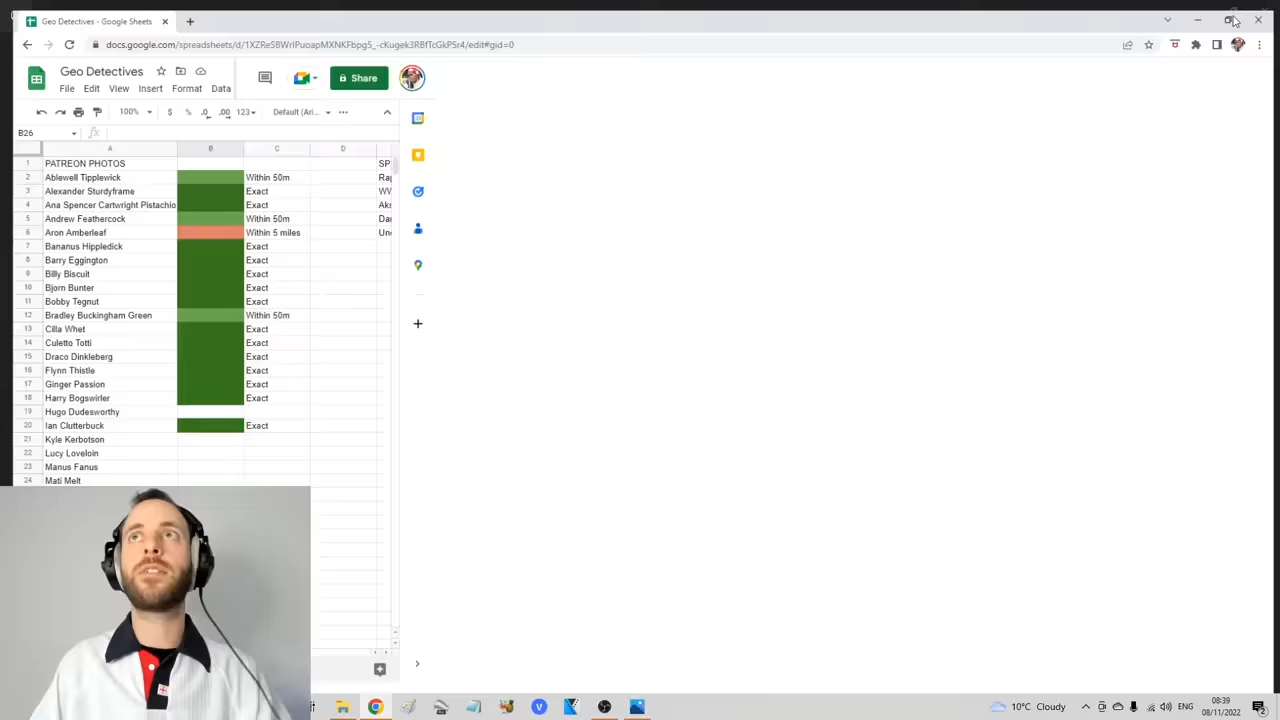 Geo Detectives - Google Sheets
docs.google.com/spreadsheets/d/1XZReSBWrIPuoapMXNKFbpg5_-cKugek3RBfTcGkP5r4/edit#gid=0
Geo Detectives
Share
File Edit View Insert Format Data
100% $ % .0 .00 123 Default (Ari...
B26 fx
A B C D
1 PATREON PHOTOS SP
2 Ablewell Tipplewick Within 50m Ra
3 Alexander Sturdyframe Exact
4 Ana Spencer Cartwright Pistachio Exact Aks
5 Andrew Feathercock Within 50m Da
6 Aron Amberleaf Within 5 miles Un
7 Bananus Hippledick Exact
8 Barry Eggington Exact
9 Billy Biscuit Exact
10 Bjorn Bunter Exact
11 Bobby Tegnut Exact
12 Bradley Buckingham Green Within 50m
13 Cilla Whet Exact
14 Culetto Totti Exact
15 Draco Dinkleberg Exact
16 Flynn Thistle Exact
17 Ginger Passion Exact
18 Harry Bogswirler Exact
19 Hugo Dudesworthy
20 Ian Clutterbuck Exact
21 Kyle Kerbotson
22 Lucy Loveloin
23 Manus Fanus
24 Mati Melt
10°C Cloudy ENG 08:39
08/11/2022